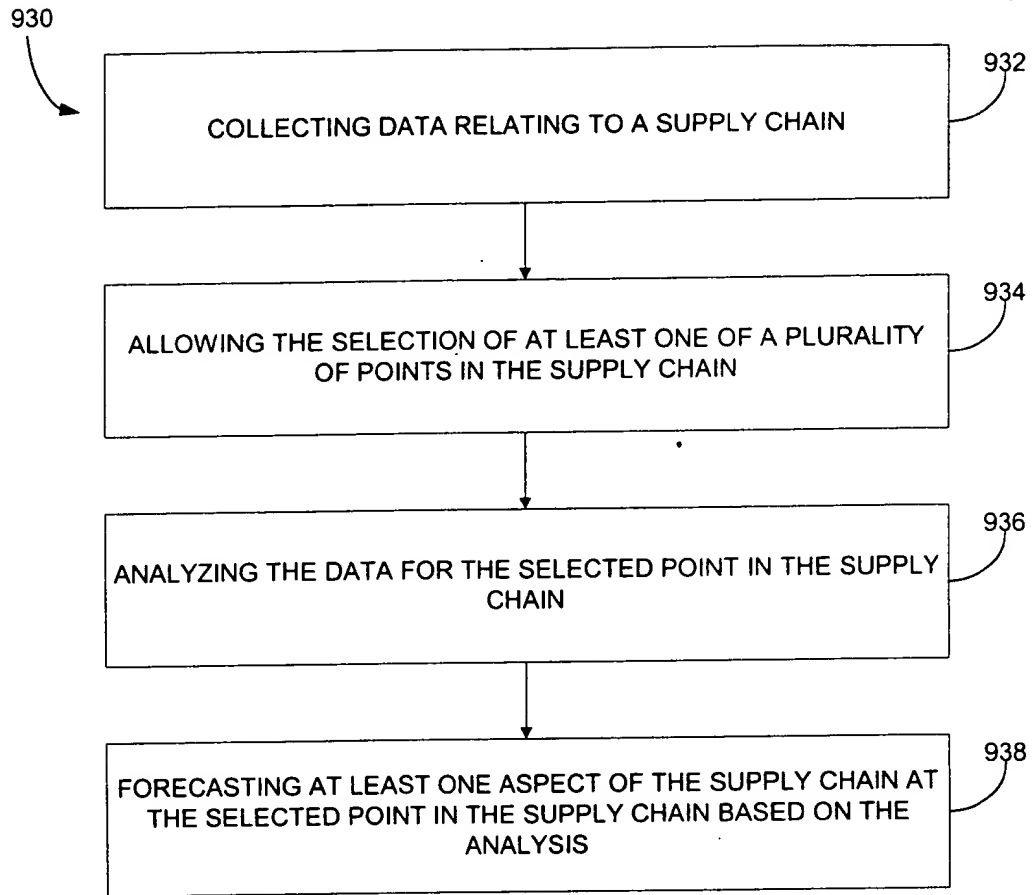 930
932
COLLECTING DATA RELATING TO A SUPPLY CHAIN
934
ALLOWING THE SELECTION OF AT LEAST ONE OF A PLURALITY
OF POINTS IN THE SUPPLY CHAIN
936
ANALYZING THE DATA FOR THE SELECTED POINT IN THE SUPPLY
CHAIN
938
FORECASTING AT LEAST ONE ASPECT OF THE SUPPLY CHAIN AT
THE SELECTED POINT IN THE SUPPLY CHAIN BASED ON THE
ANALYSIS